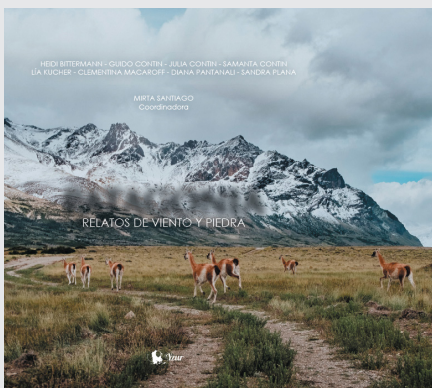 HEIDI BITTERMANN - GUIDO CONTIN - JULIA CONTIN - SAMANTA CONTIN
LÍA KUCHER - CLEMENTINA MACAROFF - DIANA PANTANALI - SANDRA PLANA
MIRTA SANTIAGO
Coordinadora
RELATOS DE VIENTO Y PIEDRA